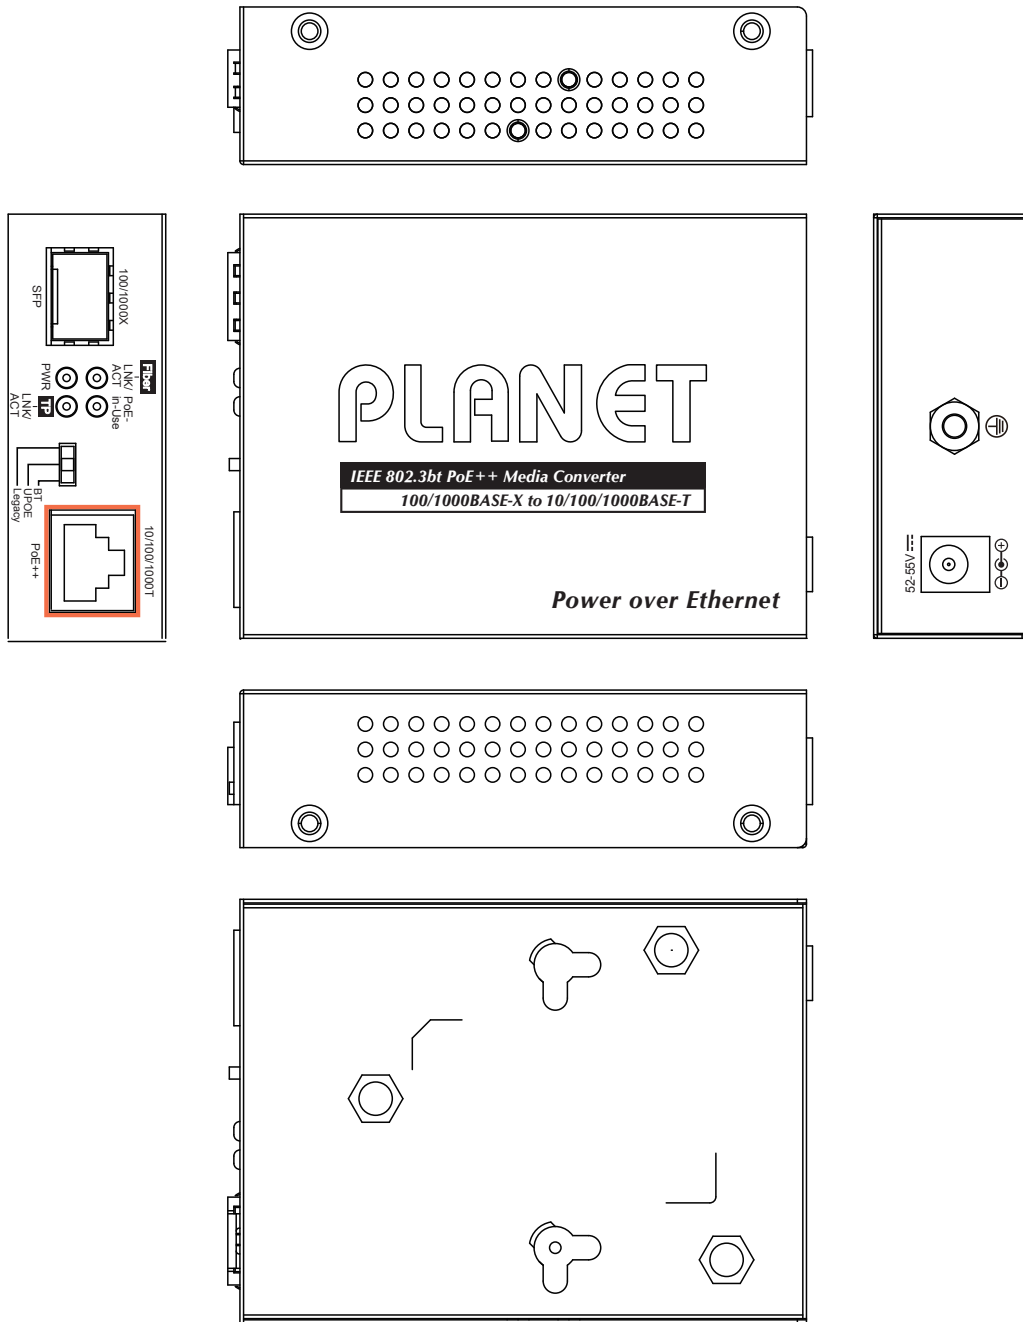 100/1000X
SFP
Fiber
LNK/
ACT
PoE-
in-Use
PWR
TP
LNK/
ACT
BT
UPOE
Legacy
10/100/1000T
PoE++
PLANET
IEEE 802.3bt PoE++ Media Converter
100/1000BASE-X to 10/100/1000BASE-T
Power over Ethernet
52-55V